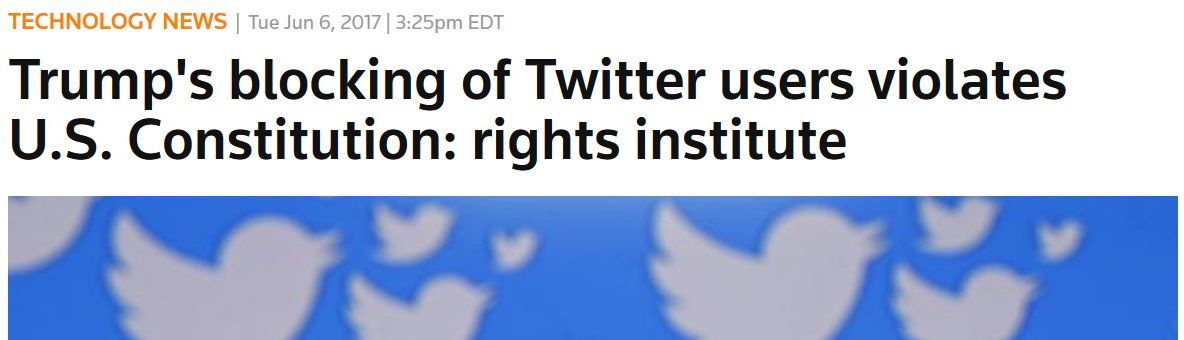 TECHNOLOGY NEWS | Tue Jun 6, 2017 | 3:25pm EDT
Trump's blocking of Twitter users violates
U.S. Constitution: rights institute